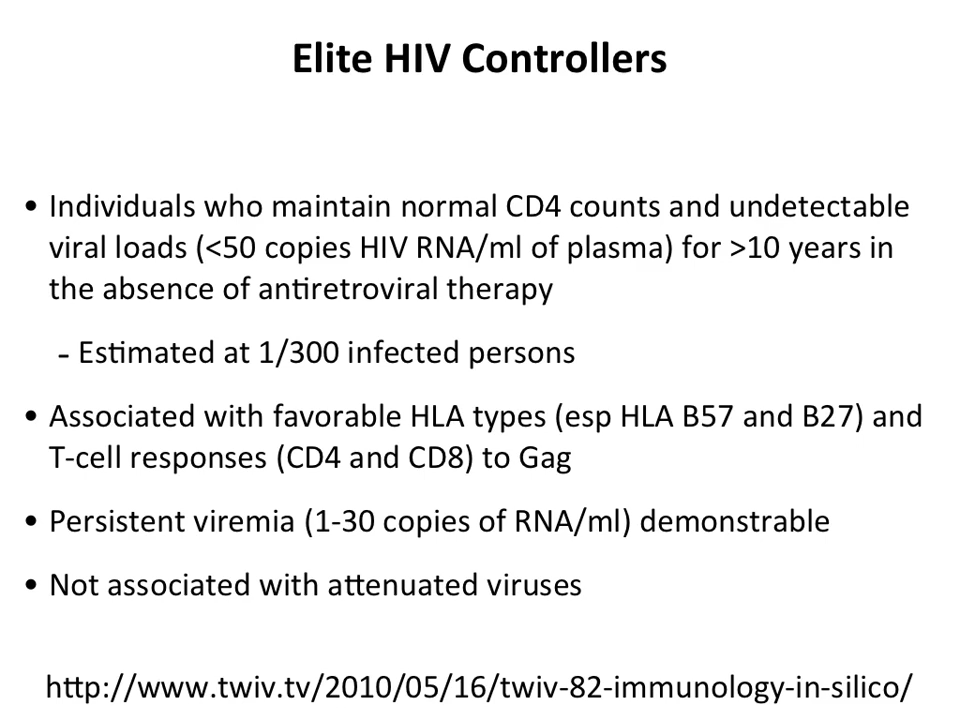 Elite HIV Controllers
• Individuals who maintain normal CD4 counts and undetectable
viral loads (<50 copies HIV RNA/ml of plasma) for >10 years in
the absence of antiretroviral therapy
- Estimated at 1/300 infected persons
• Associated with favorable HLA types (esp HLA B57 and B27) and
T-cell responses (CD4 and CD8) to Gag
• Persistent viremia (1-30 copies of RNA/ml) demonstrable
• Not associated with attenuated viruses
http://www.twiv.tv/2010/05/16/twiv-82-immunology-in-silico/